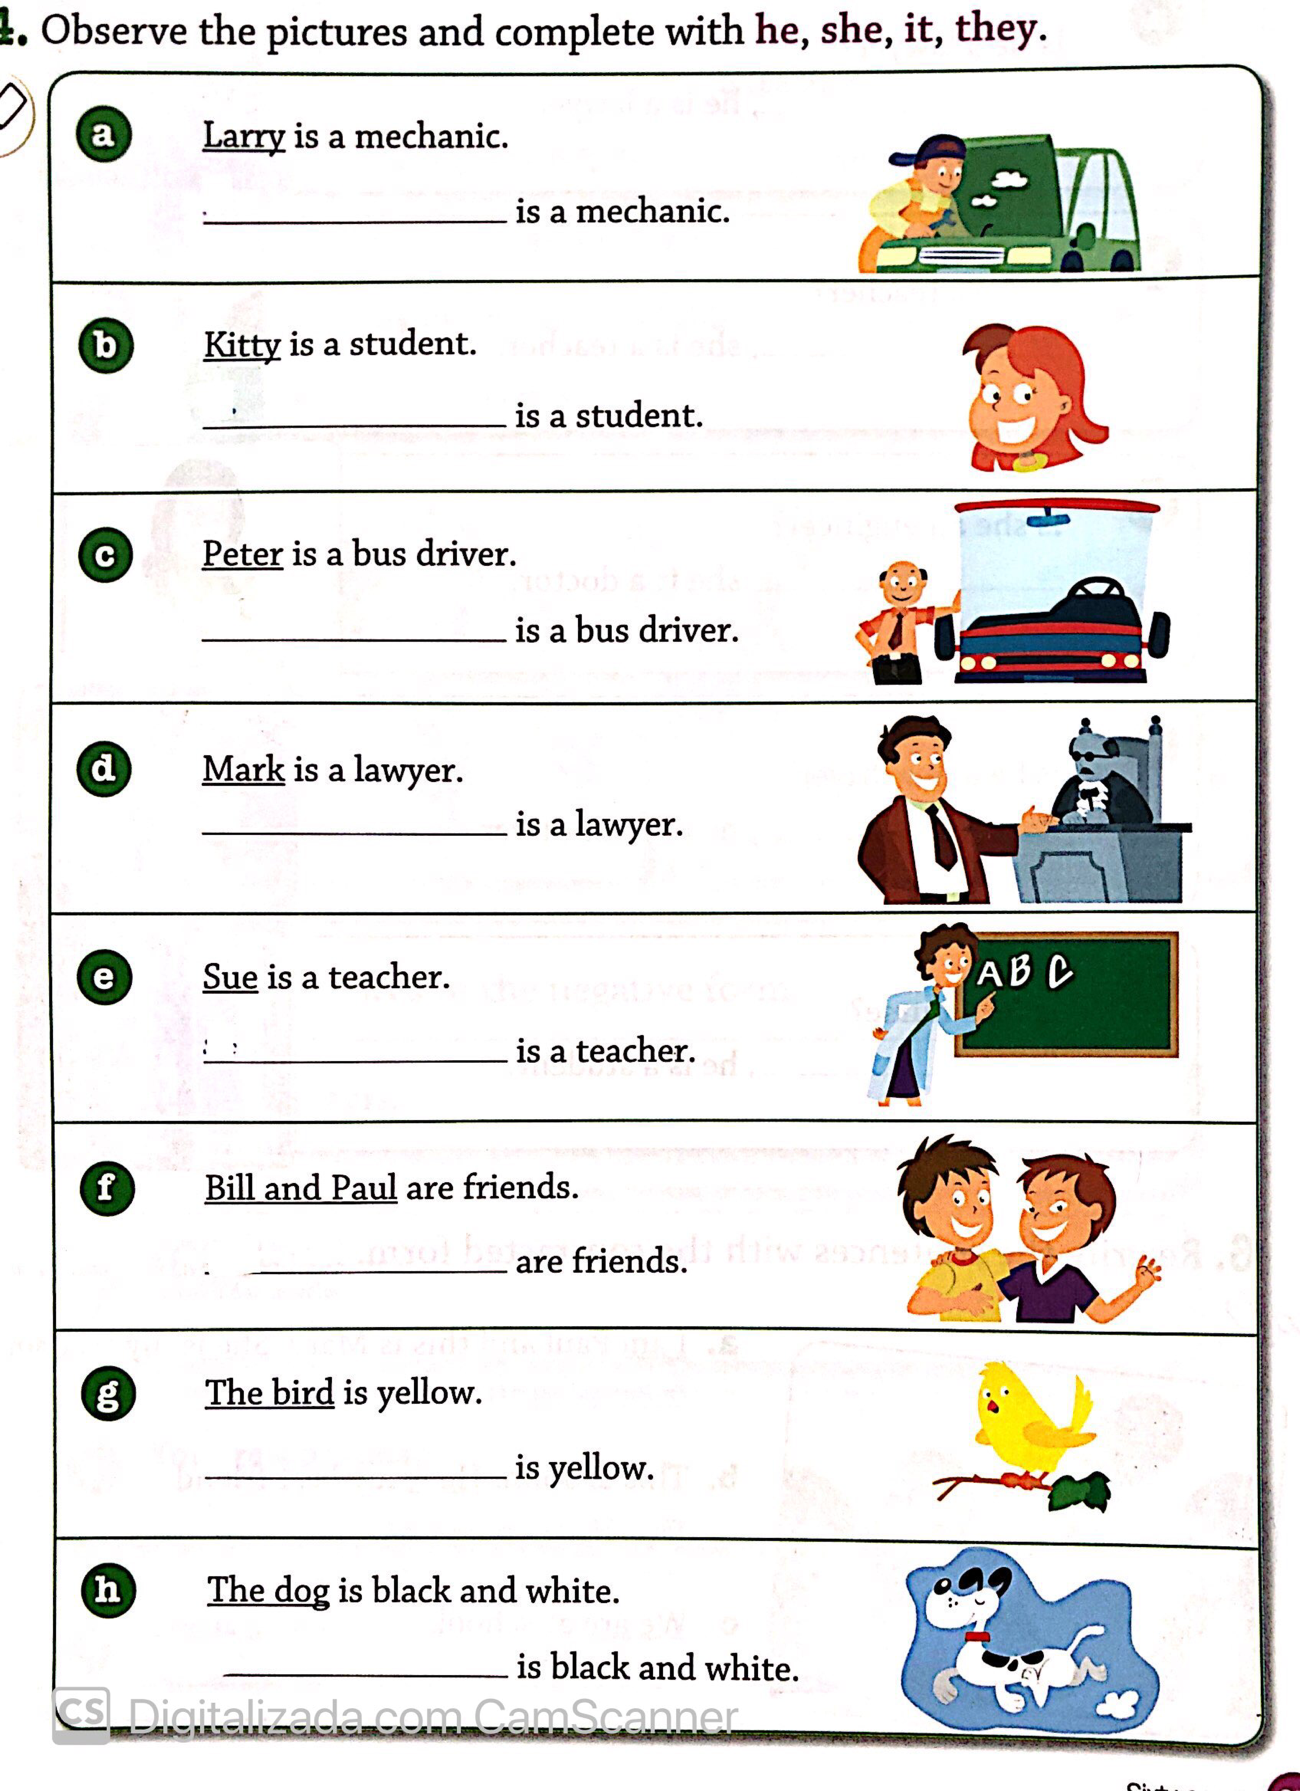 4. Observe the pictures and complete with he, she, it, they.
a Larry is a mechanic.
is a mechanic.
b Kitty is a student.
is a student.
c Peter is a bus driver.
is a bus driver.
d Mark is a lawyer.
is a lawyer.
e Sue is a teacher.
A B C
is a teacher.
f Bill and Paul are friends.
are friends.
g The bird is yellow.
is yellow.
h The dog is black and white.
is black and white.
CS Digitalizada com CamScanner